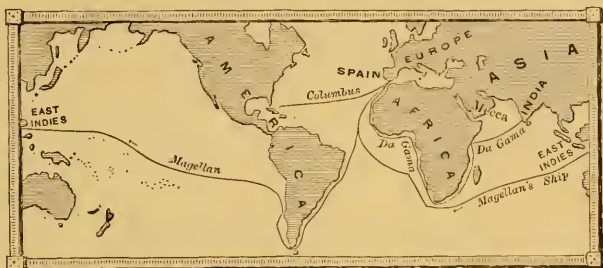 AMERICA
EUROPE
ASIA
SPAIN
Columbus
AFRICA
Mecca
INDIA
EAST
INDIES
Da Gama
Da Gama
EAST
INDIES
Magellan
Magellan's Ship